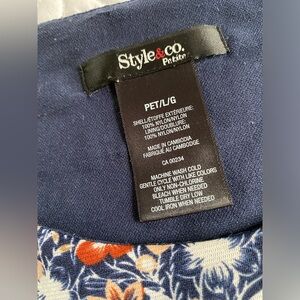 Style&co.
Petite
PET/L/G
SHELL/ÉTOFFE EXTÉRIEURE:
100% NYLON/NYLON
LINING/DOUBLURE:
100% NYLON/NYLON
MADE IN CAMBODIA
FABRIQUÉ AU CAMBODGE
CA 00234
MACHINE WASH COLD
GENTLE CYCLE WITH LIKE COLORS
ONLY NON-CHLORINE
BLEACH WHEN NEEDED
TUMBLE DRY LOW
COOL IRON WHEN NEEDED